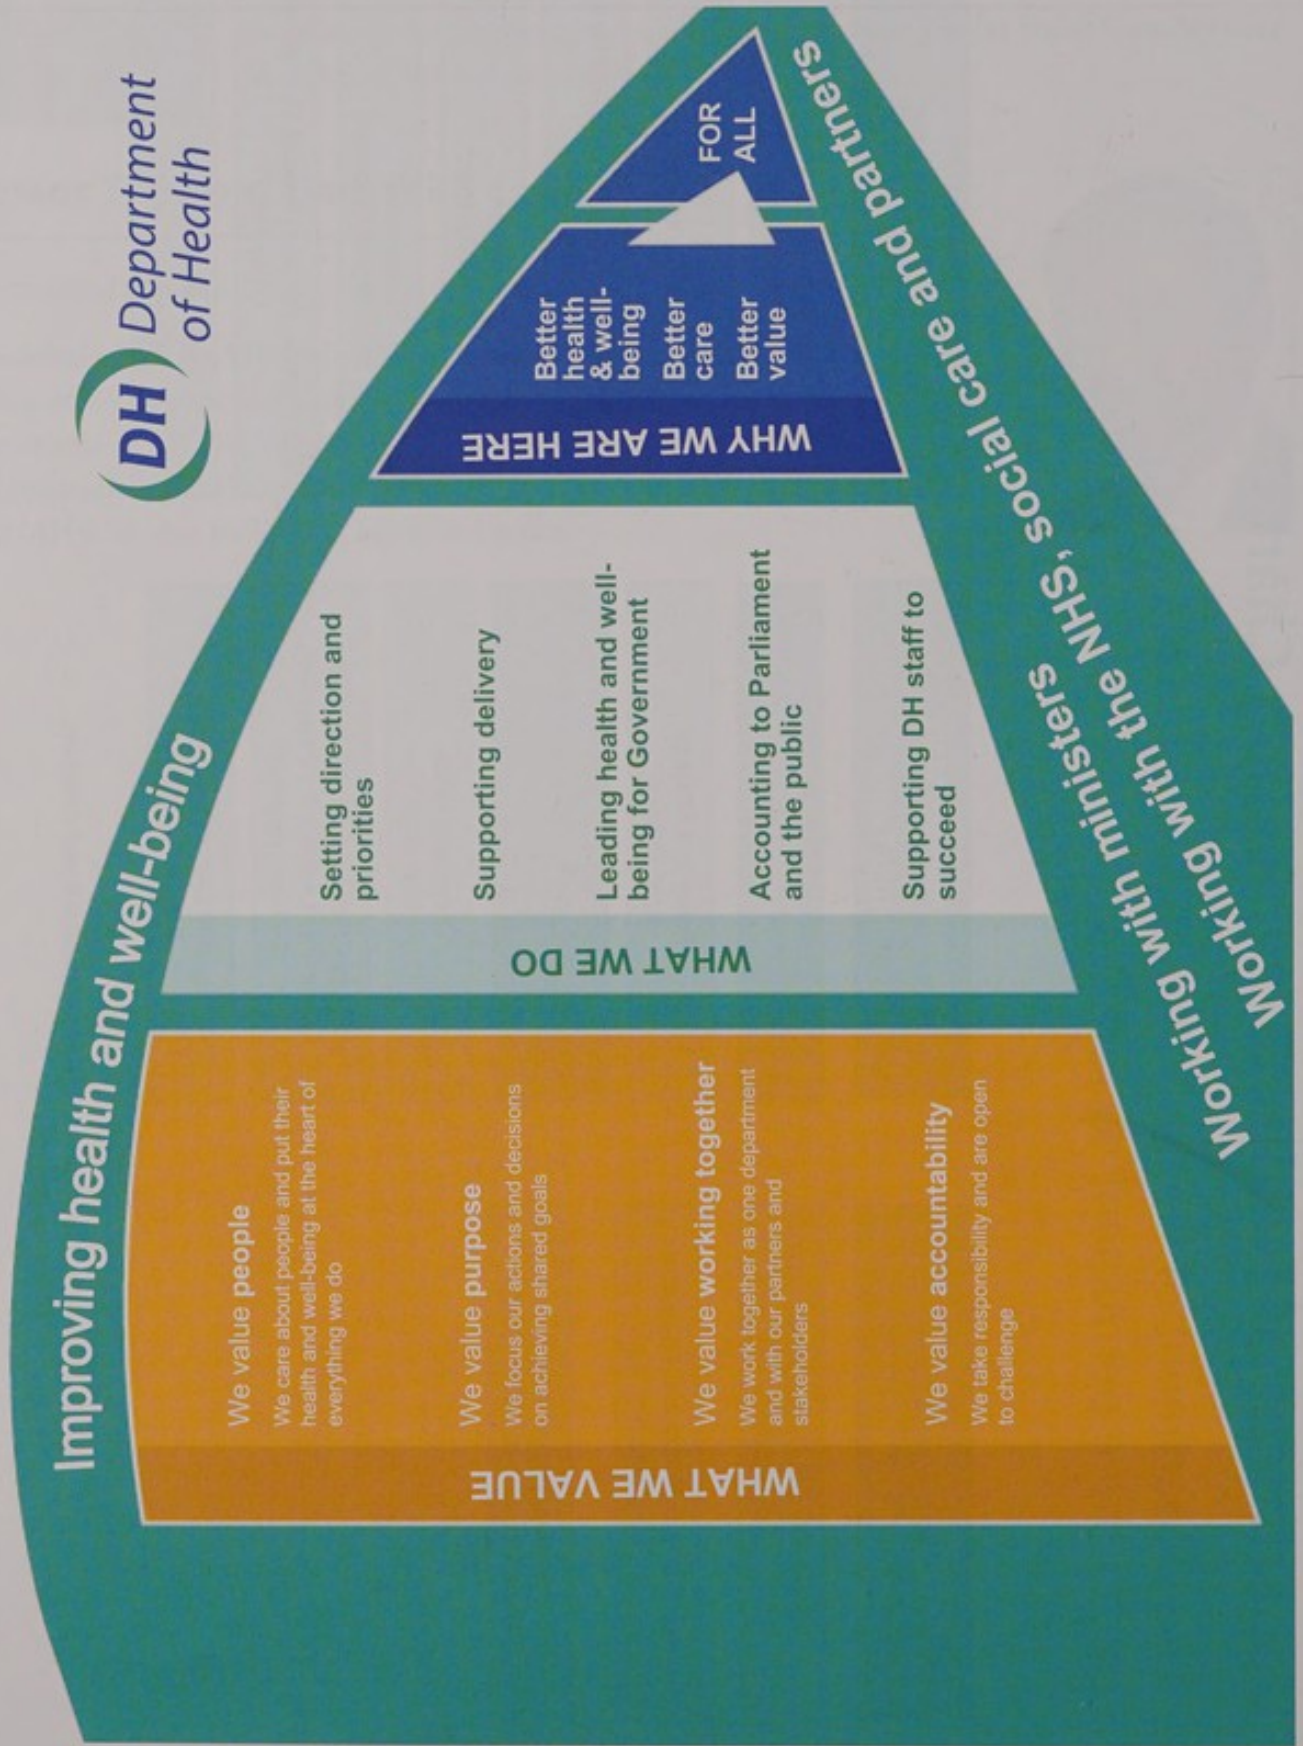 DH Department
of Health
Improving health and well-being
WHAT WE VALUE
We value people
We care about people and put their
health and well-being at the heart of
everything we do
We value purpose
We focus our actions and decisions
on achieving shared goals
We value working together
We work together as one department
and with our partners and
stakeholders
We value accountability
We take responsibility and are open
to challenge
WHAT WE DO
Setting direction and
priorities
Supporting delivery
Leading health and well-
being for Government
Accounting to Parliament
and the public
Supporting DH staff to
succeed
WHY WE ARE HERE
Better
health
& well-
being
Better
care
Better
value
FOR
ALL
Working with ministers
Working with the NHS, social care and partners